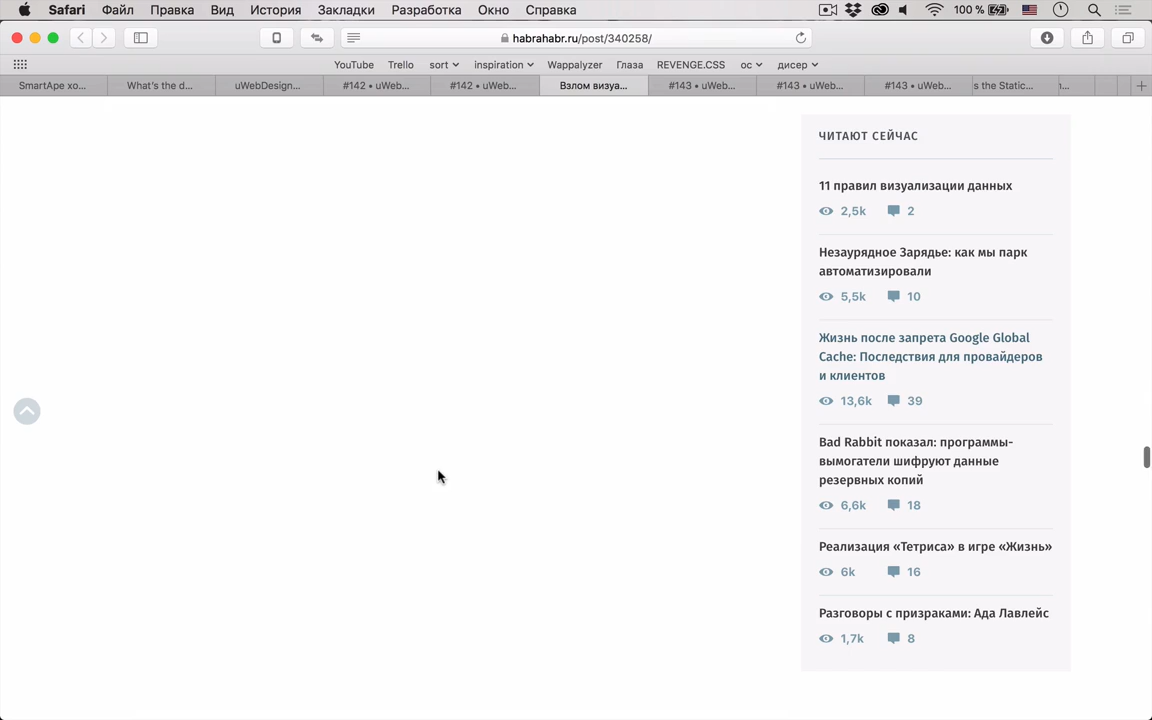 Safari Файл Правка Вид История Закладки Разработка Окно Справка 100 %
habrahabr.ru/post/340258/
YouTube Trello sort inspiration Wappalyzer Глаза REVENGE.CSS ос дисер
SmartApe хо... What's the d... uWebDesign... #142 • uWeb... #142 • uWeb... Взлом визуа... #143 • uWeb... #143 • uWeb... #143 • uWeb... s the Static...
ЧИТАЮТ СЕЙЧАС
11 правил визуализации данных
2,5k 2
Незаурядное Зарядье: как мы парк
автоматизировали
5,5k 10
Жизнь после запрета Google Global
Cache: Последствия для провайдеров
и клиентов
13,6k 39
Bad Rabbit показал: программы-
вымогатели шифруют данные
резервных копий
6,6k 18
Реализация «Тетриса» в игре «Жизнь»
6k 16
Разговоры с призраками: Ада Лавлейс
1,7k 8